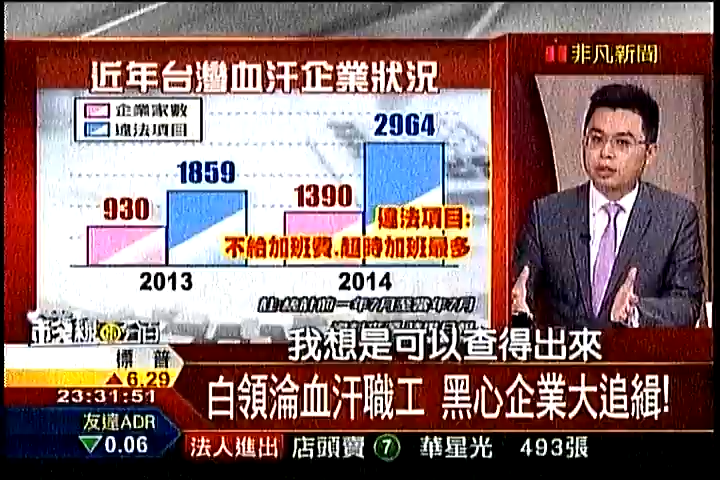 近年台灣血汗企業狀況
非凡新聞
企業家數
違法項目
2964
1859
1390
930
違法項目:
不給加班費.超時加班最多
2013
2014
我想是可以查得出來
標普
▲6.29
23:31:51
白領淪血汗職工 黑心企業大追緝!
友達ADR
▽0.06
法人進出 店頭賣 ⑦ 華星光 493張